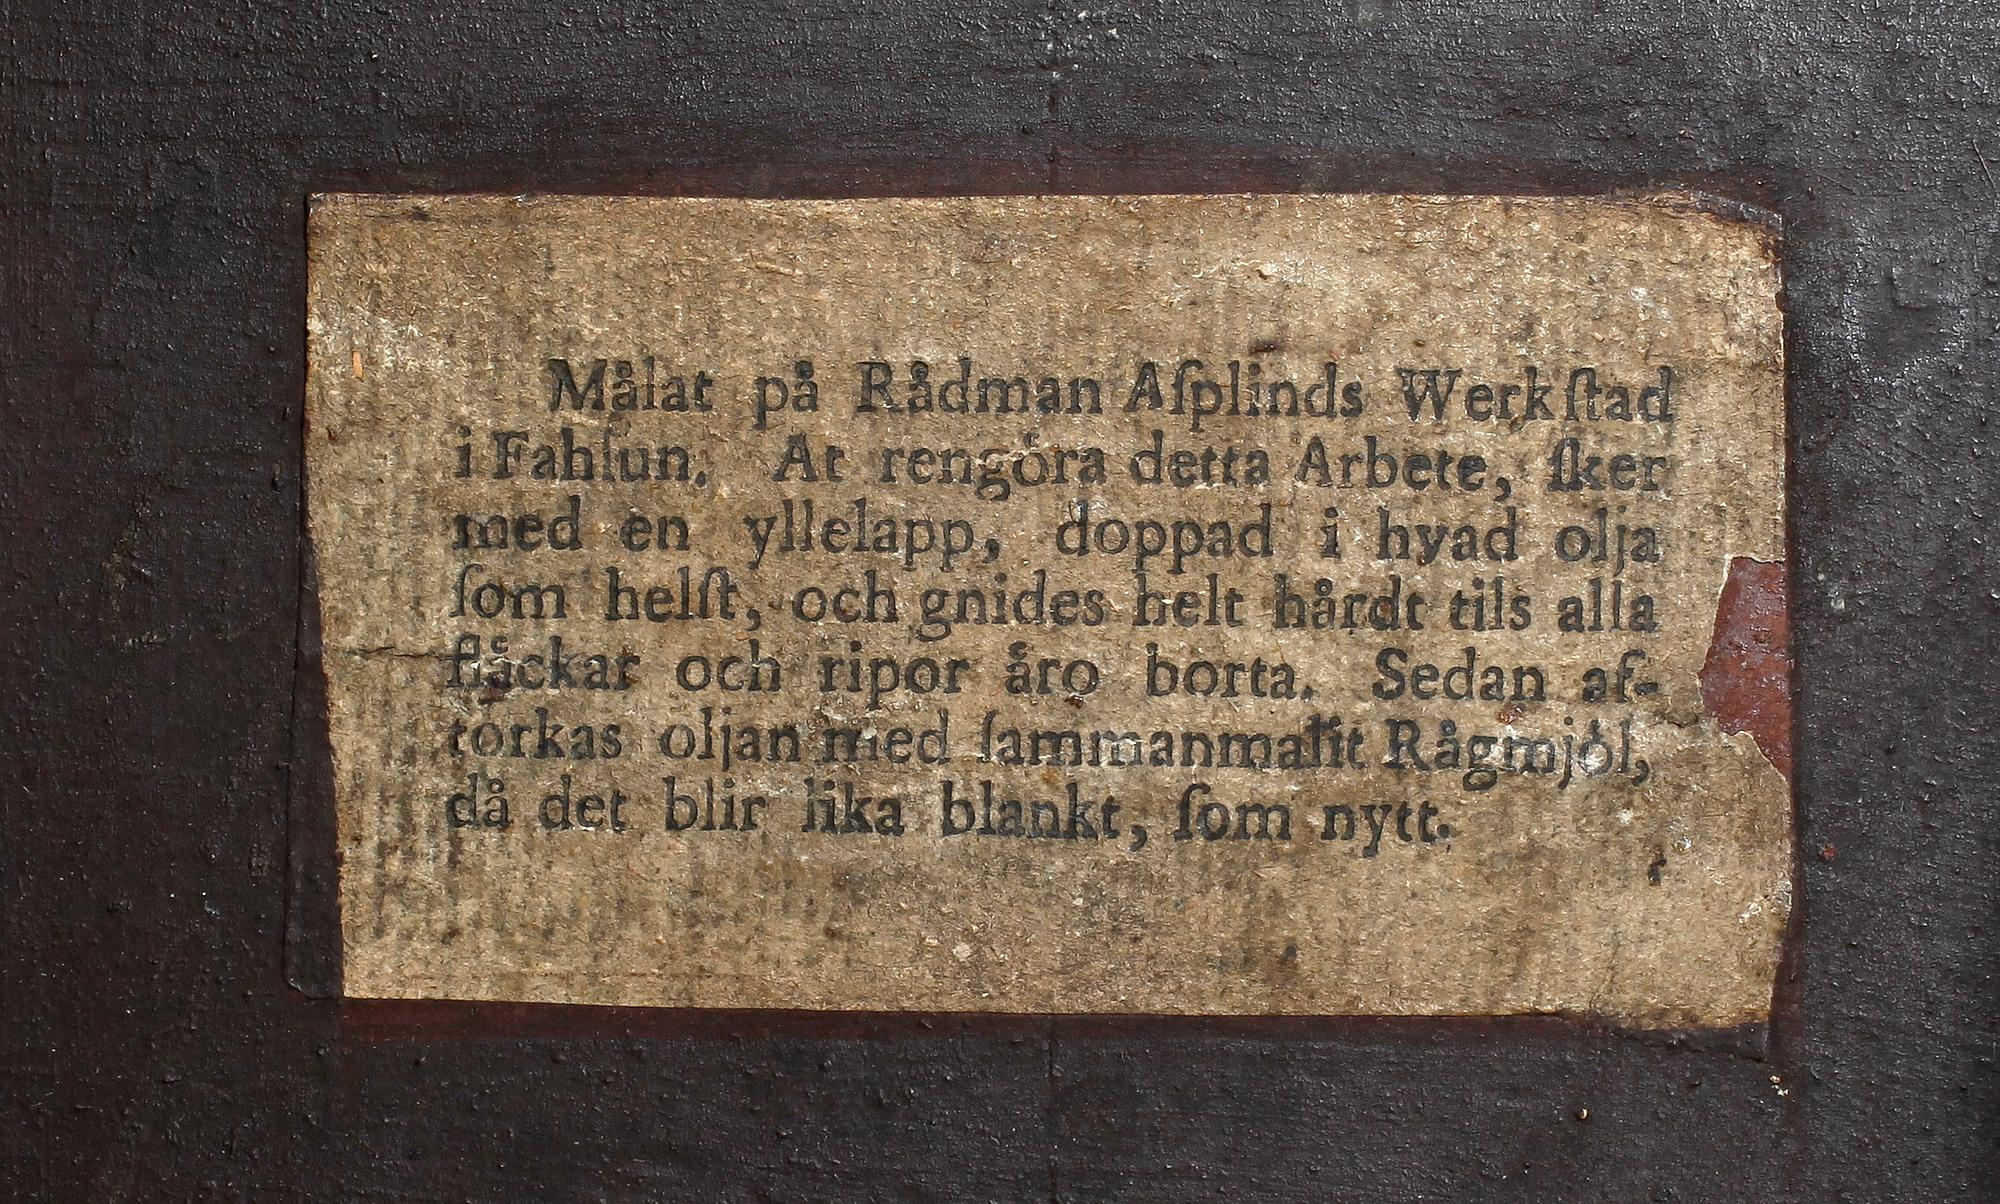 Målat på Rådman Aſplinds Werkſtad
i Fahlun. At rengöra detta Arbete, ſker
med en yllelapp, doppad i hvad olja
ſom helſt, och gnides helt hårdt tils alla
fläckar och ripor äro borta. Sedan af-
torkas oljan med ſammanmalit Rågmjöl,
då det blir lika blankt, ſom nytt.